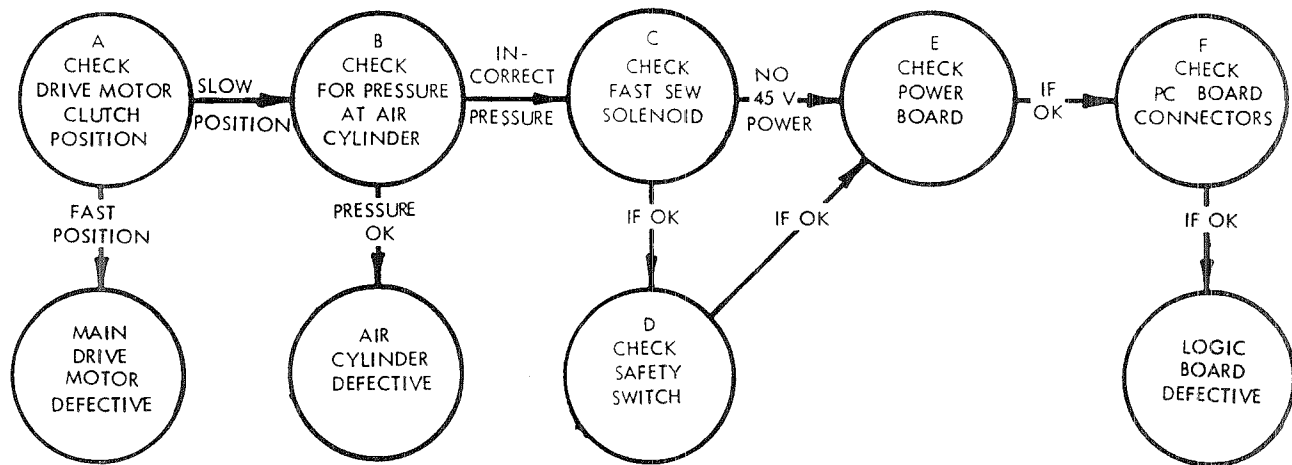 A
CHECK
DRIVE MOTOR
CLUTCH
POSITION
SLOW
POSITION
B
CHECK
FOR PRESSURE
AT AIR
CYLINDER
IN-
CORRECT
PRESSURE
C
CHECK
FAST SEW
SOLENOID
NO
45 V
POWER
E
CHECK
POWER
BOARD
IF
OK
F
CHECK
PC BOARD
CONNECTORS
FAST
POSITION
PRESSURE
OK
IF OK
IF OK
IF OK
MAIN
DRIVE
MOTOR
DEFECTIVE
AIR
CYLINDER
DEFECTIVE
D
CHECK
SAFETY
SWITCH
LOGIC
BOARD
DEFECTIVE